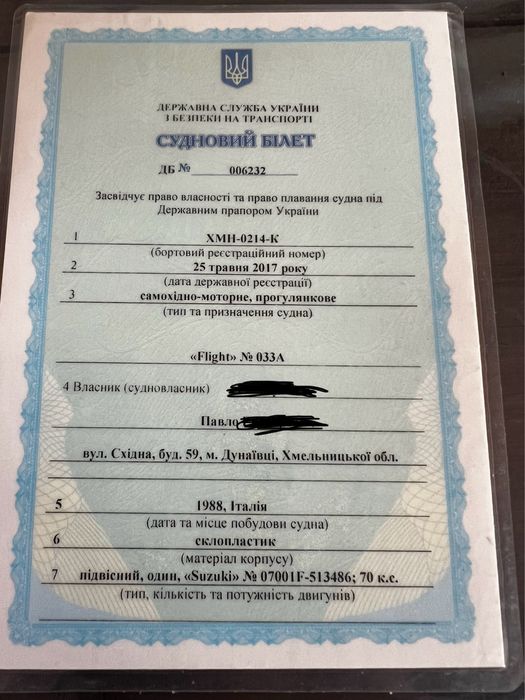 ДЕРЖАВНА СЛУЖБА УКРАЇНИ
З БЕЗПЕКИ НА ТРАНСПОРТІ
СУДНОВИЙ БІЛЕТ
ДБ № 006232
Засвідчує право власності та право плавання судна під
Державним прапором України
1 ХМН-0214-К
(бортовий реєстраційний номер)
2 25 травня 2017 року
(дата державної реєстрації)
3 самохідно-моторне, прогулянкове
(тип та призначення судна)
«Flight» № 033A
4 Власник (судновласник)
Павло
вул. Східна, буд. 59, м. Дунаївці, Хмельницької обл.
5 1988, Італія
(дата та місце побудови судна)
6 склопластик
(матеріал корпусу)
7 підвісний, один, «Suzuki» № 07001F-513486; 70 к.с.
(тип, кількість та потужність двигунів)